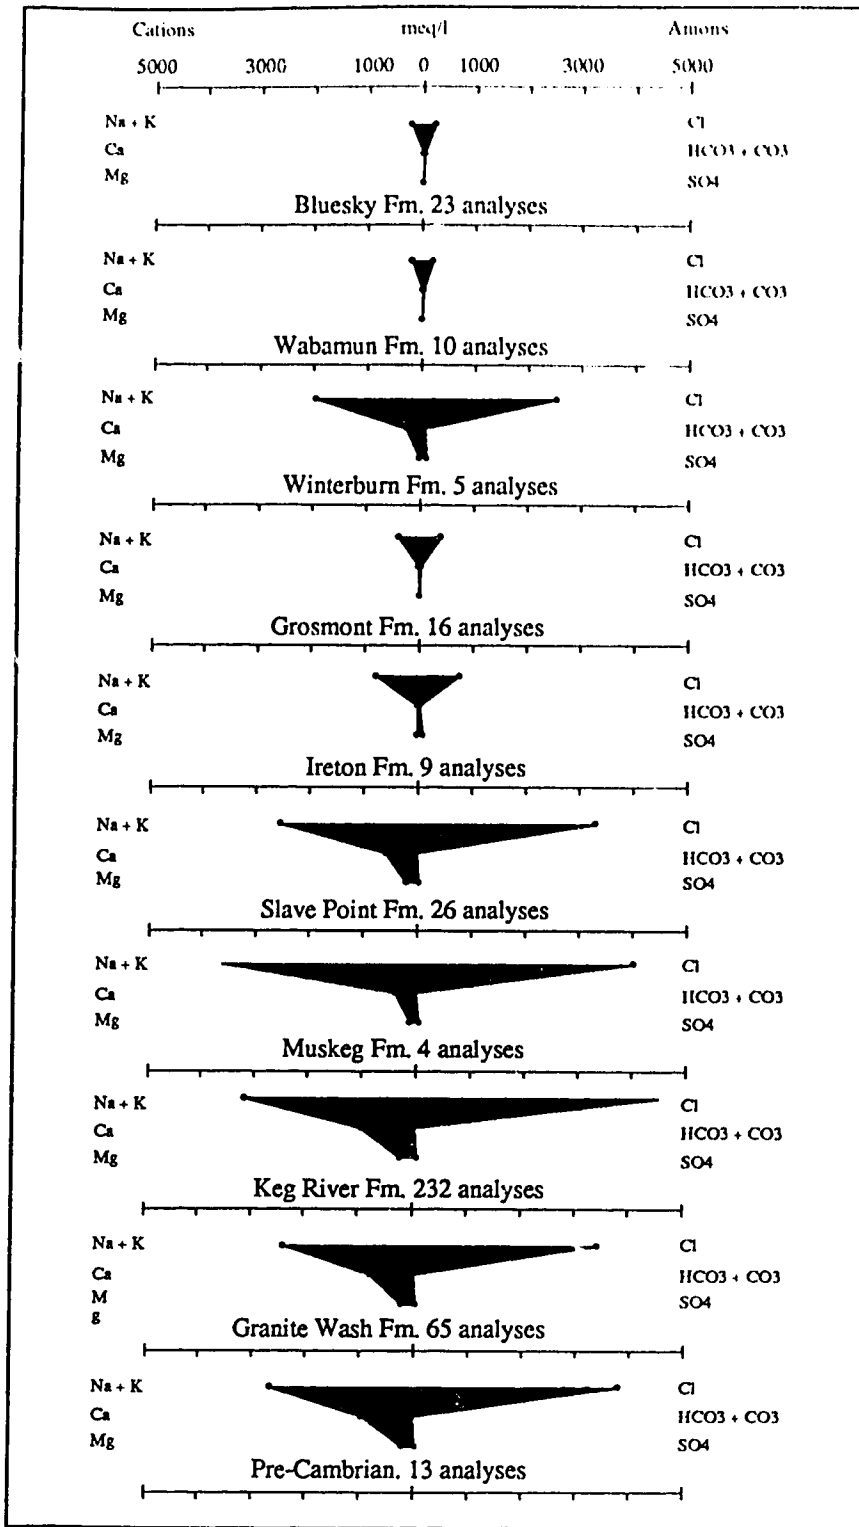 Cations meq/l Anions
5000 3000 1000 0 1000 3000 5000
Na + K Cl
Ca HCO3 + CO3
Mg SO4
Bluesky Fm. 23 analyses
Na + K Cl
Ca HCO3 + CO3
Mg SO4
Wabamun Fm. 10 analyses
Na + K Cl
Ca HCO3 + CO3
Mg SO4
Winterburn Fm. 5 analyses
Na + K Cl
Ca HCO3 + CO3
Mg SO4
Grosmont Fm. 16 analyses
Na + K Cl
Ca HCO3 + CO3
Mg SO4
Ireton Fm. 9 analyses
Na + K Cl
Ca HCO3 + CO3
Mg SO4
Slave Point Fm. 26 analyses
Na + K Cl
Ca HCO3 + CO3
Mg SO4
Muskeg Fm. 4 analyses
Na + K Cl
Ca HCO3 + CO3
Mg SO4
Keg River Fm. 232 analyses
Na + K Cl
Ca HCO3 + CO3
M SO4
g
Granite Wash Fm. 65 analyses
Na + K Cl
Ca HCO3 + CO3
Mg SO4
Pre-Cambrian. 13 analyses